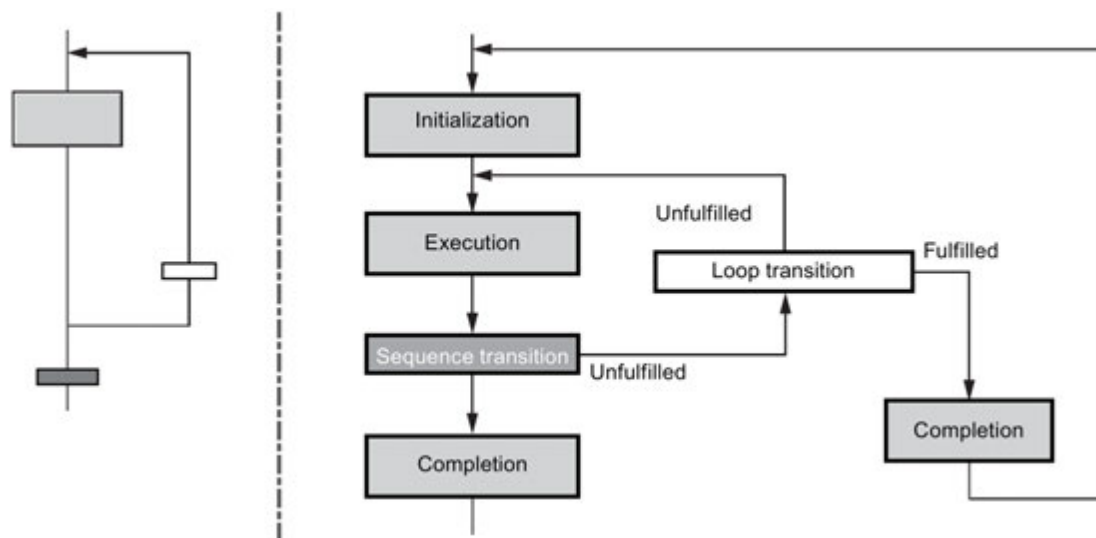 Initialization
Unfulfilled
Execution
Fulfilled
Loop transition
Sequence transition
Unfulfilled
Completion
Completion